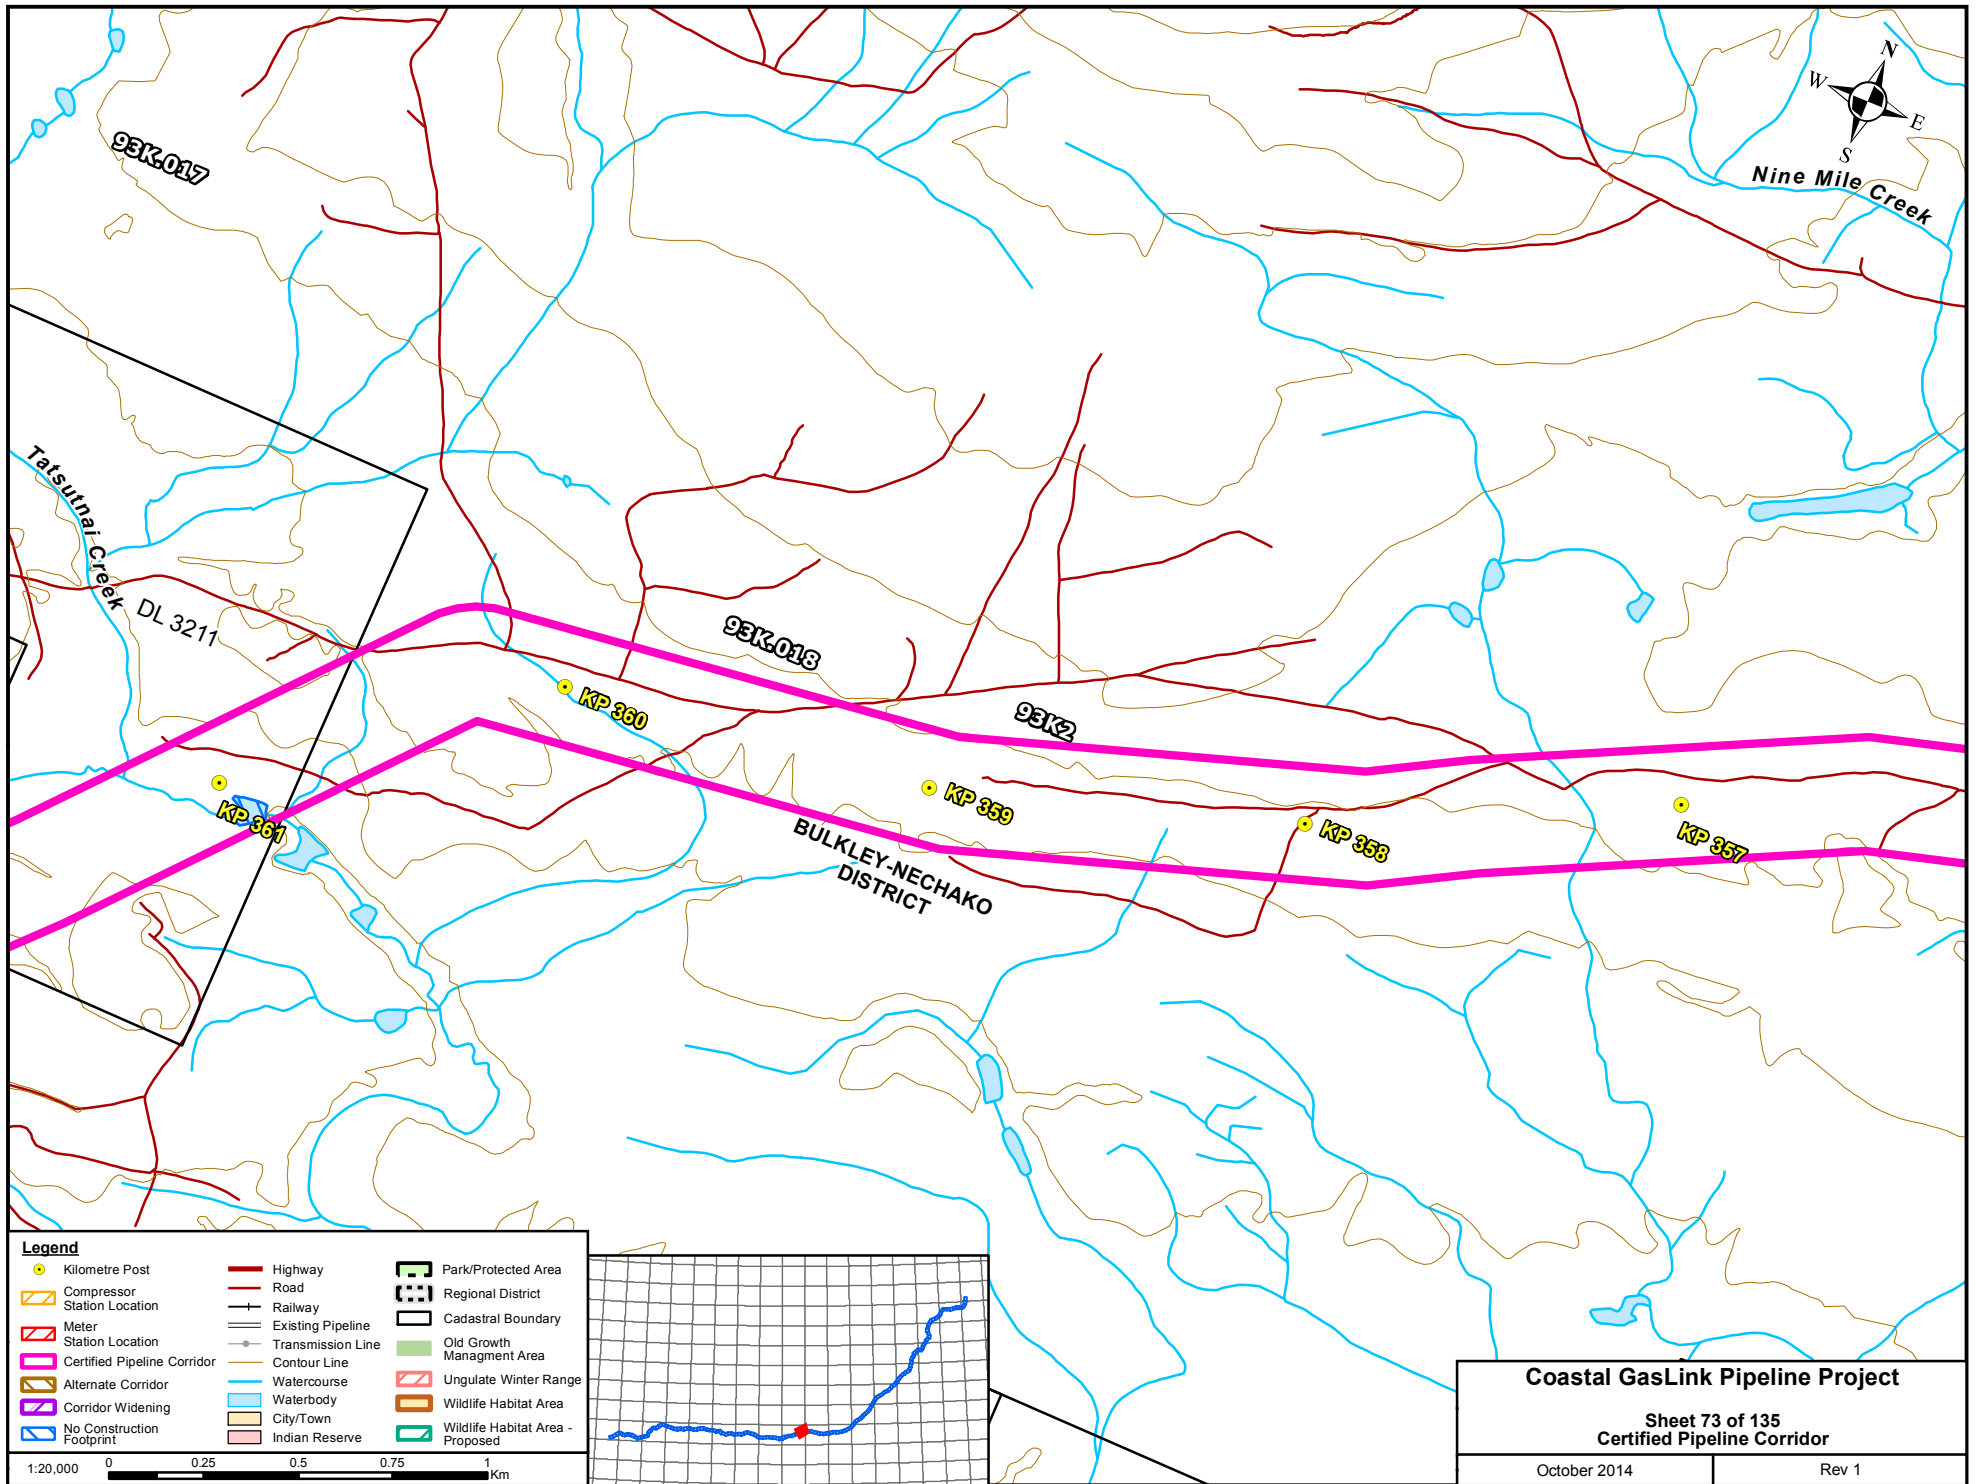 N
W
E
S
Nine Mile Creek
93K.017
Tatsutnai Creek
DL 3211
93K.018
93K2
KP 360
KP 361
KP 359
KP 358
KP 357
BULKLEY-NECHAKO
DISTRICT
Legend
Kilometre Post
Compressor
Station Location
Meter
Station Location
Certified Pipeline Corridor
Alternate Corridor
Corridor Widening
No Construction
Footprint
Highway
Road
Railway
Existing Pipeline
Transmission Line
Contour Line
Watercourse
Waterbody
City/Town
Indian Reserve
Park/Protected Area
Regional District
Cadastral Boundary
Old Growth
Managment Area
Ungulate Winter Range
Wildlife Habitat Area
Wildlife Habitat Area -
Proposed
1:20,000
0 0.25 0.5 0.75 1
Km
Coastal GasLink Pipeline Project
Sheet 73 of 135
Certified Pipeline Corridor
October 2014
Rev 1